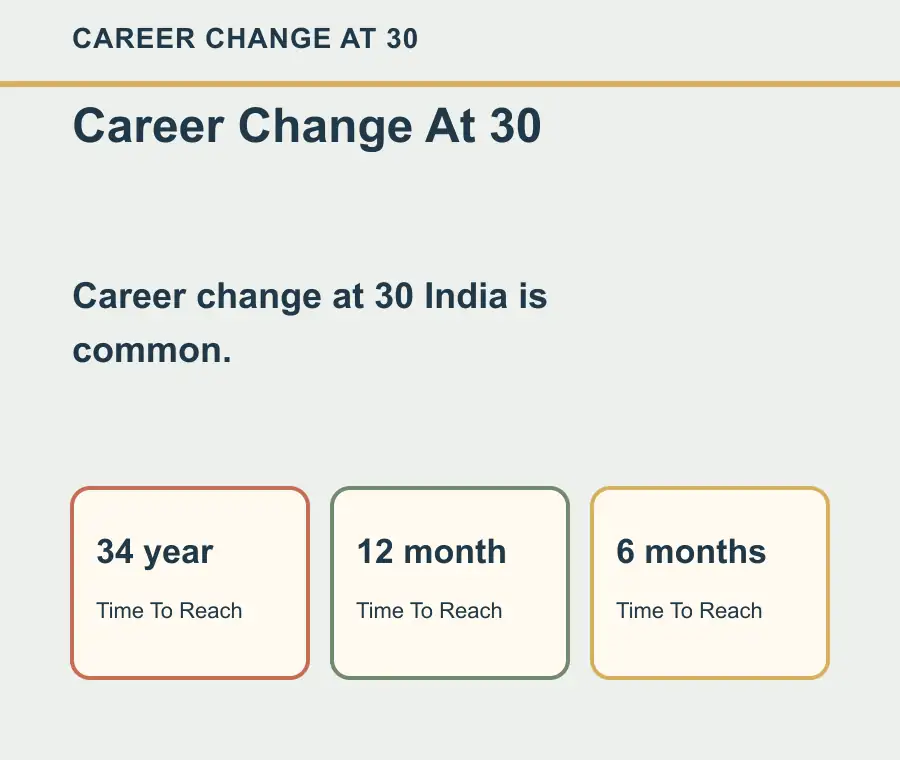 CAREER CHANGE AT 30
Career Change At 30
Career change at 30 India is
common.
34 year
Time To Reach
12 month
Time To Reach
6 months
Time To Reach